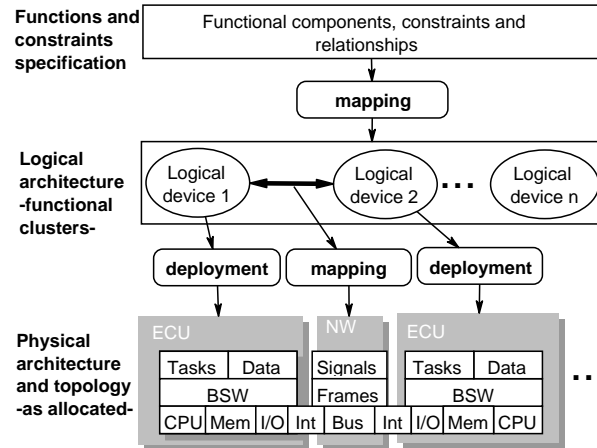 Functions and
constraints
specification
Functional components, constraints and
relationships
mapping
Logical
architecture
-functional
clusters-
Logical
device 1
Logical
device 2
...
Logical
device n
deployment
mapping
deployment
Physical
architecture
and topology
-as allocated-
ECU
NW
ECU
Tasks Data
Signals
Tasks Data
BSW
Frames
BSW
CPU Mem I/O Int Bus Int I/O Mem CPU
..